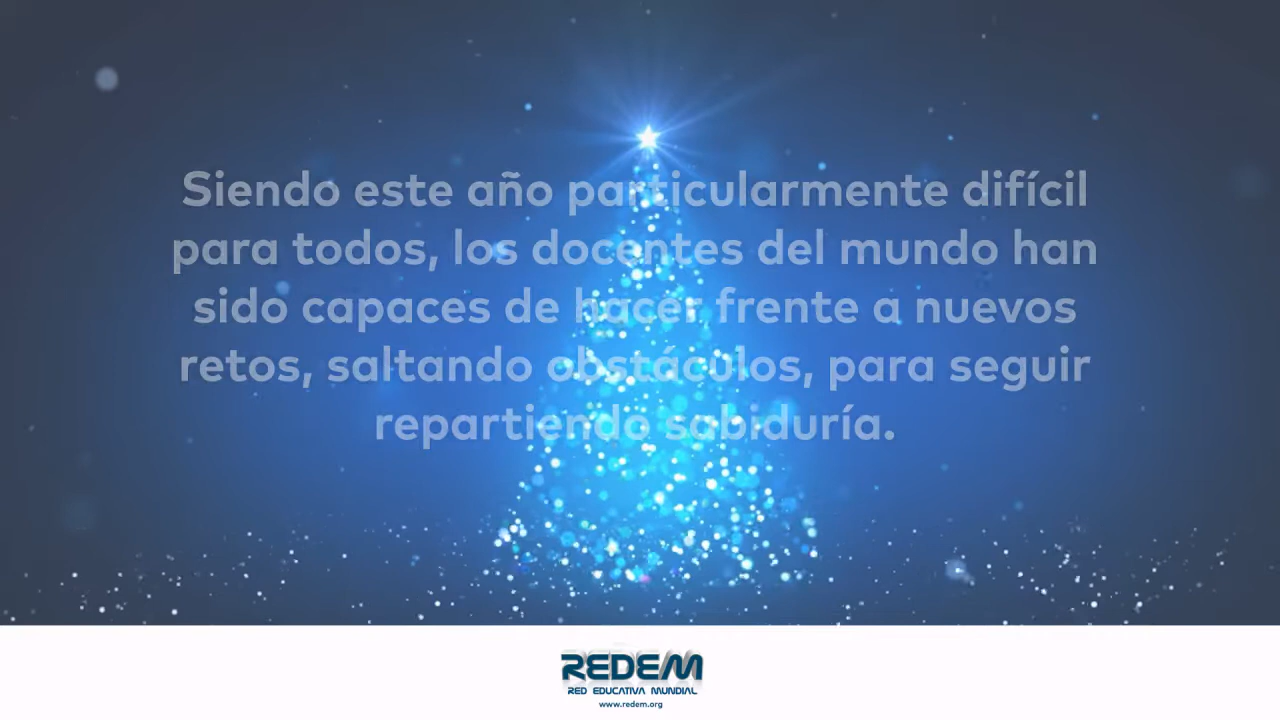 Siendo este año particularmente difícil
para todos, los docentes del mundo han
sido capaces de hacer frente a nuevos
retos, saltando obstáculos, para seguir
repartiendo sabiduría.
REDEM
RED EDUCATIVA MUNDIAL
www.redem.org